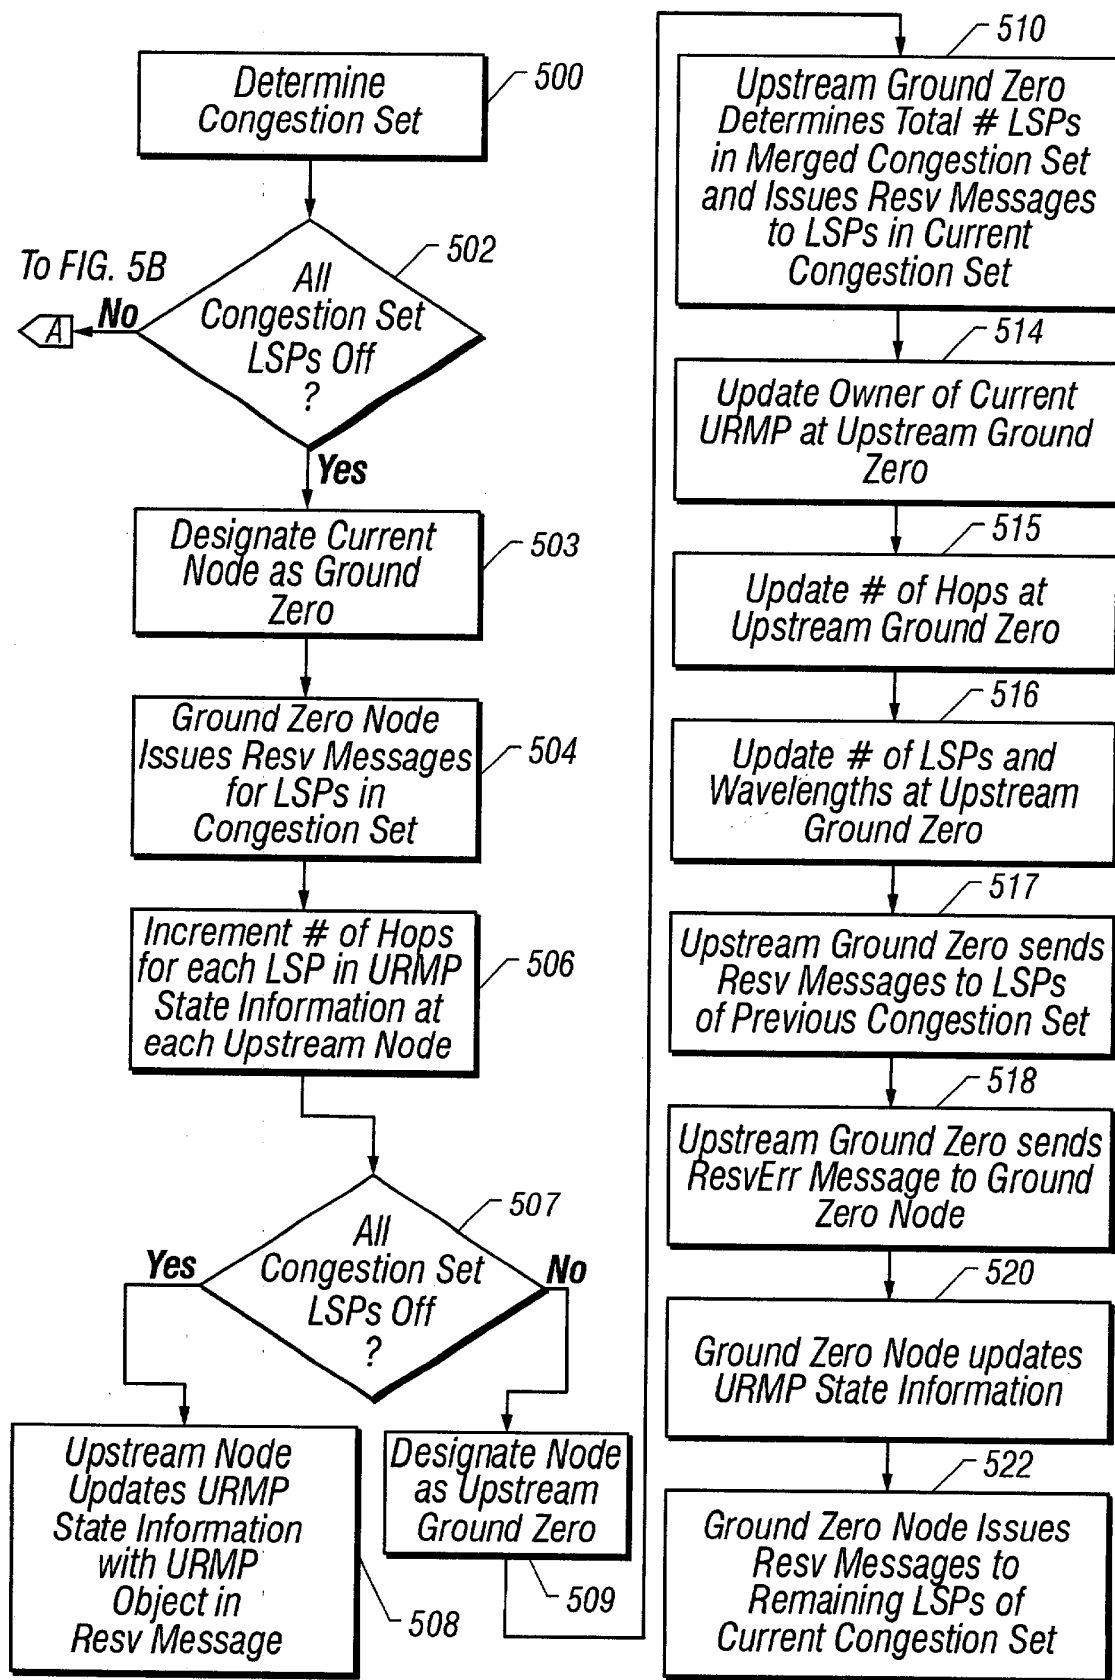 Determine
Congestion Set
500
To FIG. 5B
A
No
All
Congestion Set
LSPs Off
?
502
Yes
Designate Current
Node as Ground
Zero
503
Ground Zero Node
Issues Resv Messages
for LSPs in
Congestion Set
504
Increment # of Hops
for each LSP in URMP
State Information at
each Upstream Node
506
All
Congestion Set
LSPs Off
?
507
Yes
No
Upstream Node
Updates URMP
State Information
with URMP
Object in
Resv Message
508
Designate Node
as Upstream
Ground Zero
509
510
Upstream Ground Zero
Determines Total # LSPs
in Merged Congestion Set
and Issues Resv Messages
to LSPs in Current
Congestion Set
514
Update Owner of Current
URMP at Upstream Ground
Zero
515
Update # of Hops at
Upstream Ground Zero
516
Update # of LSPs and
Wavelengths at Upstream
Ground Zero
517
Upstream Ground Zero sends
Resv Messages to LSPs
of Previous Congestion Set
518
Upstream Ground Zero sends
ResvErr Message to Ground
Zero Node
520
Ground Zero Node updates
URMP State Information
522
Ground Zero Node Issues
Resv Messages to
Remaining LSPs of
Current Congestion Set